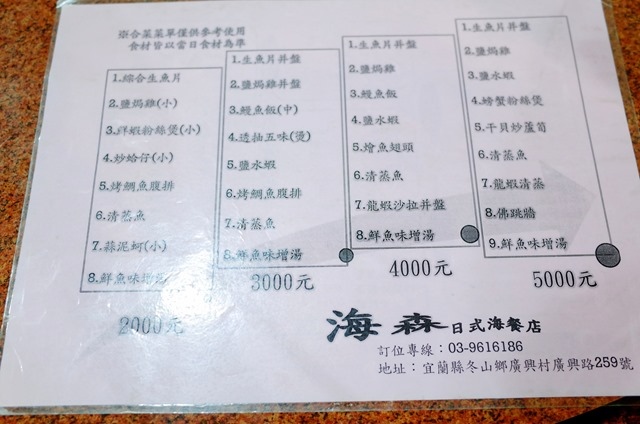 ※合菜菜單僅供參考使用
食材皆以當日食材為準
1.綜合生魚片
2.鹽焗雞(小)
3.鮮蝦粉絲煲(小)
4.炒蛤仔(小)
5.烤鯛魚腹排
6.清蒸魚
7.蒜泥蚵(小)
8.鮮魚味增湯
2000元
1.生魚片丼盤
2.鹽焗雞
3.鰻魚飯(中)
4.透抽五味(燙)
5.鹽水蝦
6.烤鯛魚腹排
7.清蒸魚
8.鮮魚味增湯
3000元
1.生魚片丼盤
2.鹽焗雞
3.鰻魚飯
4.鹽水蝦
5.燴魚翅頭
6.清蒸魚
7.龍蝦沙拉丼盤
8.鮮魚味增湯
4000元
1.生魚片丼盤
2.鹽焗雞
3.鹽水蝦
4.螃蟹粉絲煲
5.干貝炒蘆筍
6.清蒸魚
7.龍蝦清蒸
8.佛跳牆
9.鮮魚味增湯
5000元
海森日式海餐店
訂位專線：03-9616186
地址：宜蘭縣冬山鄉廣興村廣興路259號